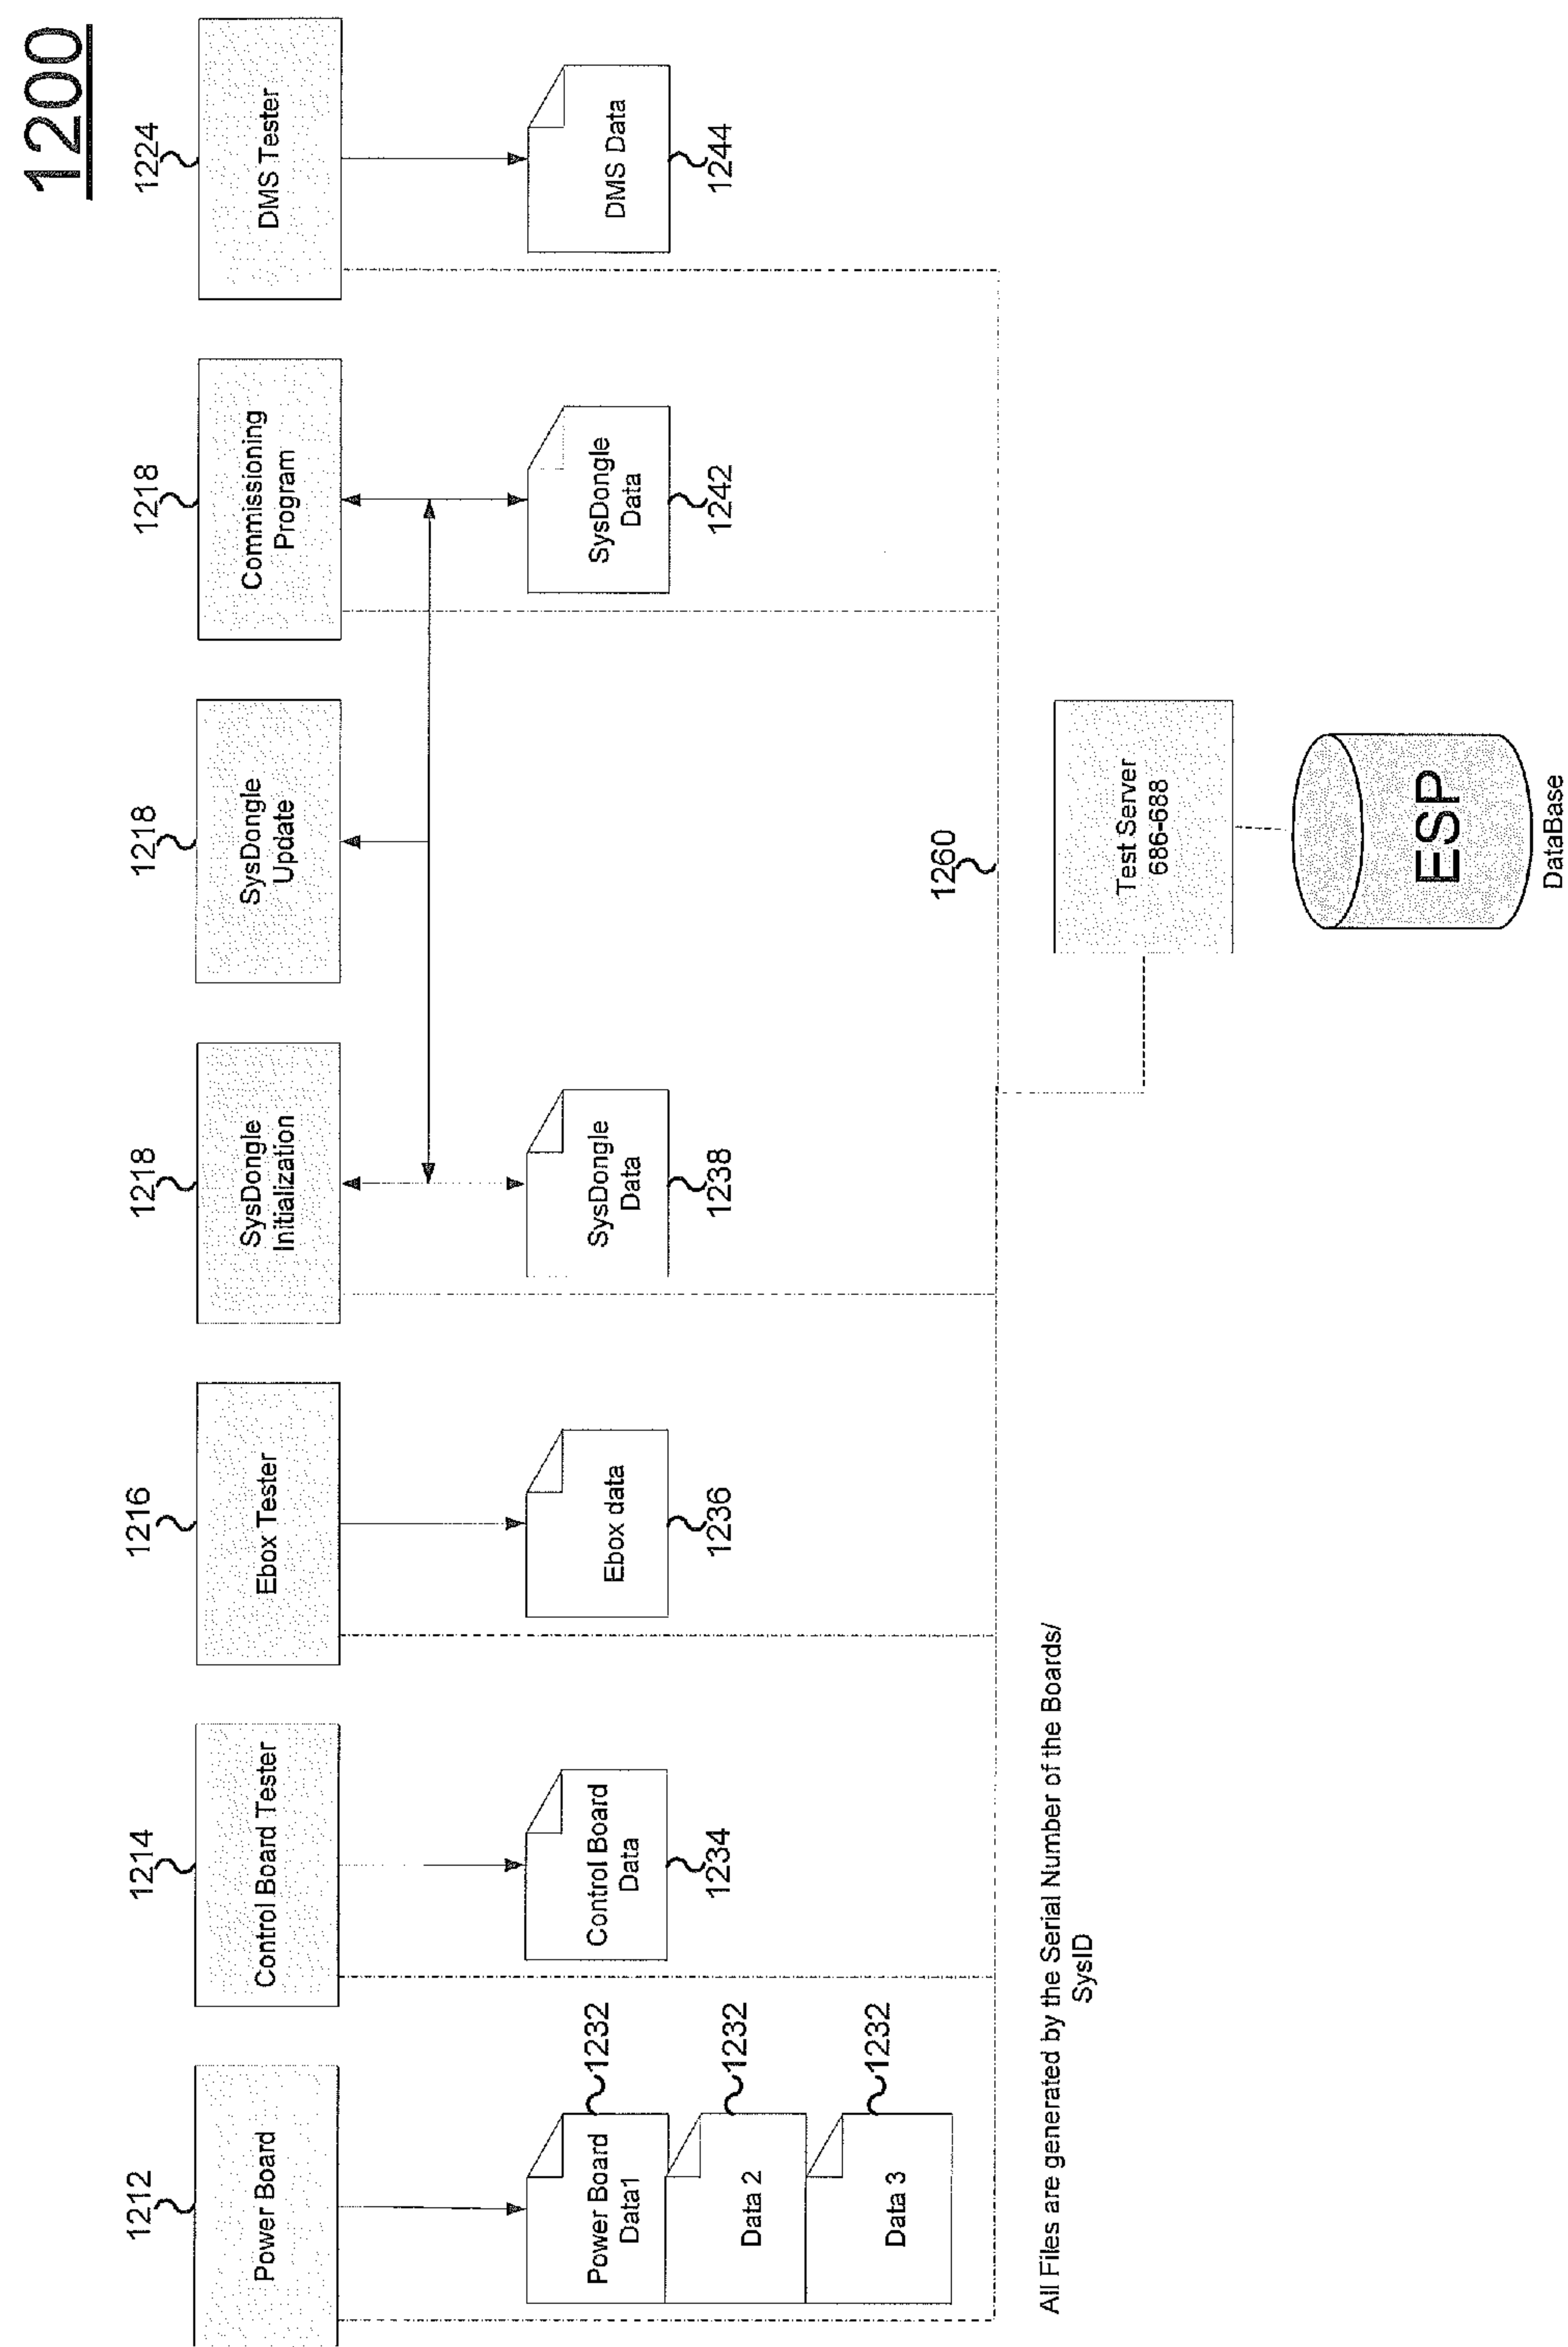 1200
1212
1214
1216
1218
1218
1218
1224
Power Board
Control Board Tester
Ebox Tester
SysDongle
Initialization
SysDongle
Update
Commissioning
Program
DMS Tester
Power Board
Data1
1232
Data 2
1232
Data 3
1232
Control Board
Data
1234
Ebox data
1236
SysDongle
Data
1238
SysDongle
Data
1242
DMS Data
1244
1260
All Files are generated by the Serial Number of the Boards/
SysID
Test Server
686-688
ESP
DataBase